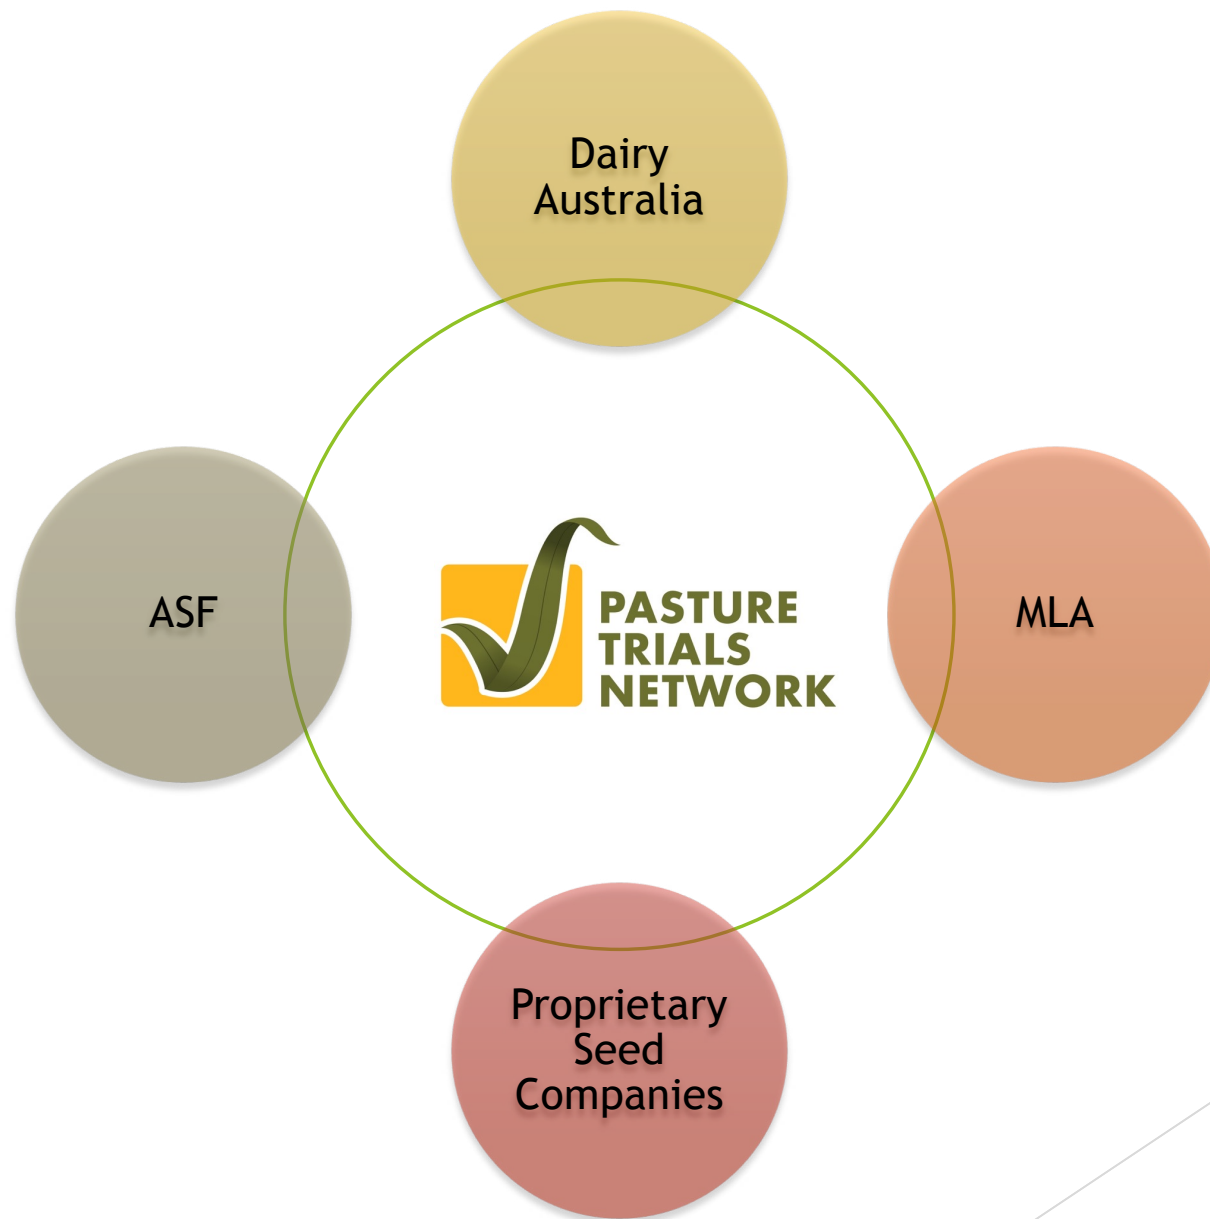 Dairy
Australia
ASF
PASTURE
TRIALS
NETWORK
MLA
Proprietary
Seed
Companies